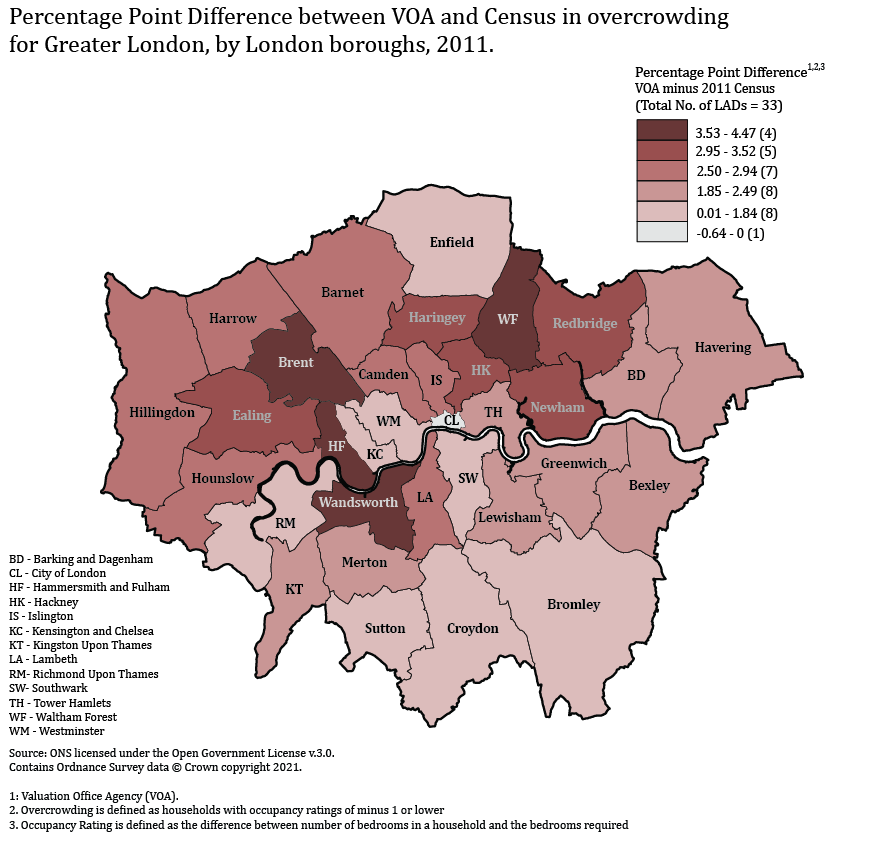 Percentage Point Difference between VOA and Census in overcrowding
for Greater London, by London boroughs, 2011.
Percentage Point Difference1,2,3
VOA minus 2011 Census
(Total No. of LADs = 33)
3.53 - 4.47 (4)
2.95 - 3.52 (5)
2.50 - 2.94 (7)
1.85 - 2.49 (8)
0.01 - 1.84 (8)
-0.64 - 0 (1)
Enfield
Barnet
Harrow
Haringey
WF
Redbridge
Havering
Brent
Camden
IS
HK
BD
Hillingdon
Ealing
WM
CL
TH
Newham
HF
KC
Hounslow
Wandsworth
LA
SW
Greenwich
Bexley
RM
Lewisham
Merton
KT
Sutton
Croydon
Bromley
BD - Barking and Dagenham
CL - City of London
HF - Hammersmith and Fulham
HK - Hackney
IS - Islington
KC - Kensington and Chelsea
KT - Kingston Upon Thames
LA - Lambeth
RM- Richmond Upon Thames
SW- Southwark
TH - Tower Hamlets
WF - Waltham Forest
WM - Westminster
Source: ONS licensed under the Open Government License v.3.0.
Contains Ordnance Survey data © Crown copyright 2021.
1: Valuation Office Agency (VOA).
2. Overcrowding is defined as households with occupancy ratings of minus 1 or lower
3. Occupancy Rating is defined as the difference between number of bedrooms in a household and the bedrooms required